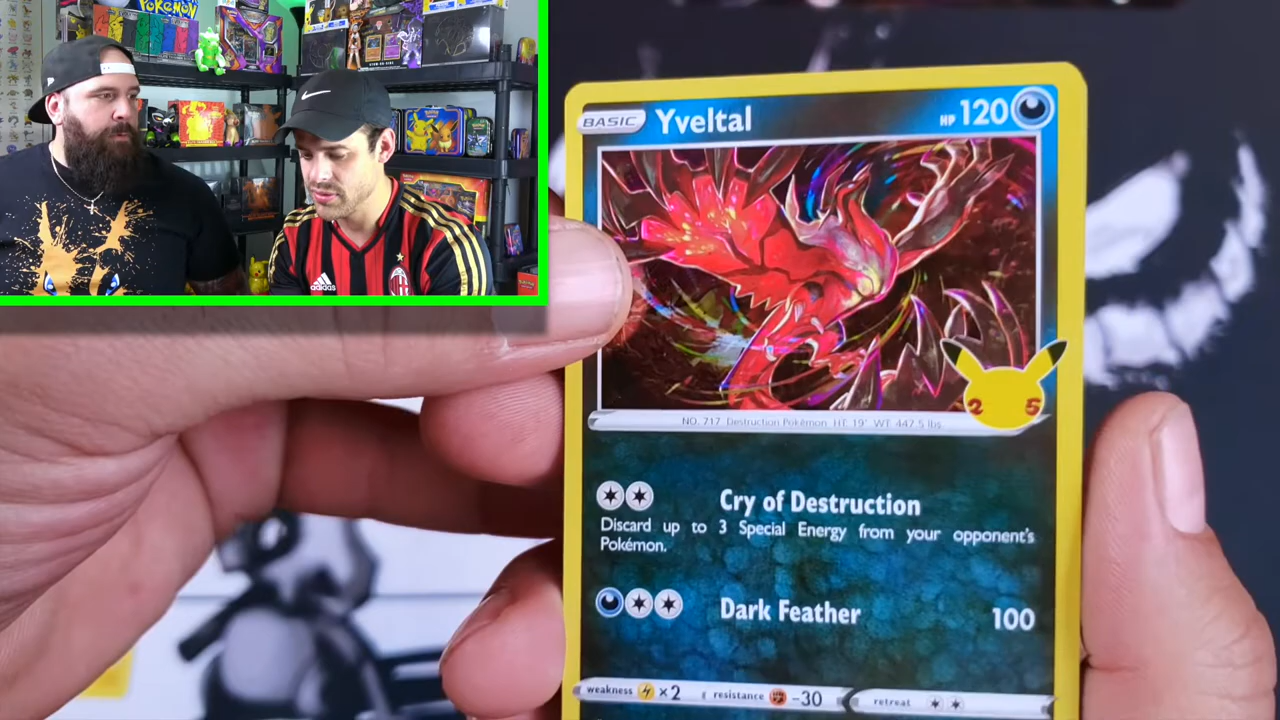 POKÉMON
adidas
BASIC Yveltal HP 120
NO. 717 Destruction Pokémon HT. 19' WT. 447.5 lbs.
25
Cry of Destruction
Discard up to 3 Special Energy from your opponent's
Pokémon.
Dark Feather 100
weakness ×2 resistance -30 retreat